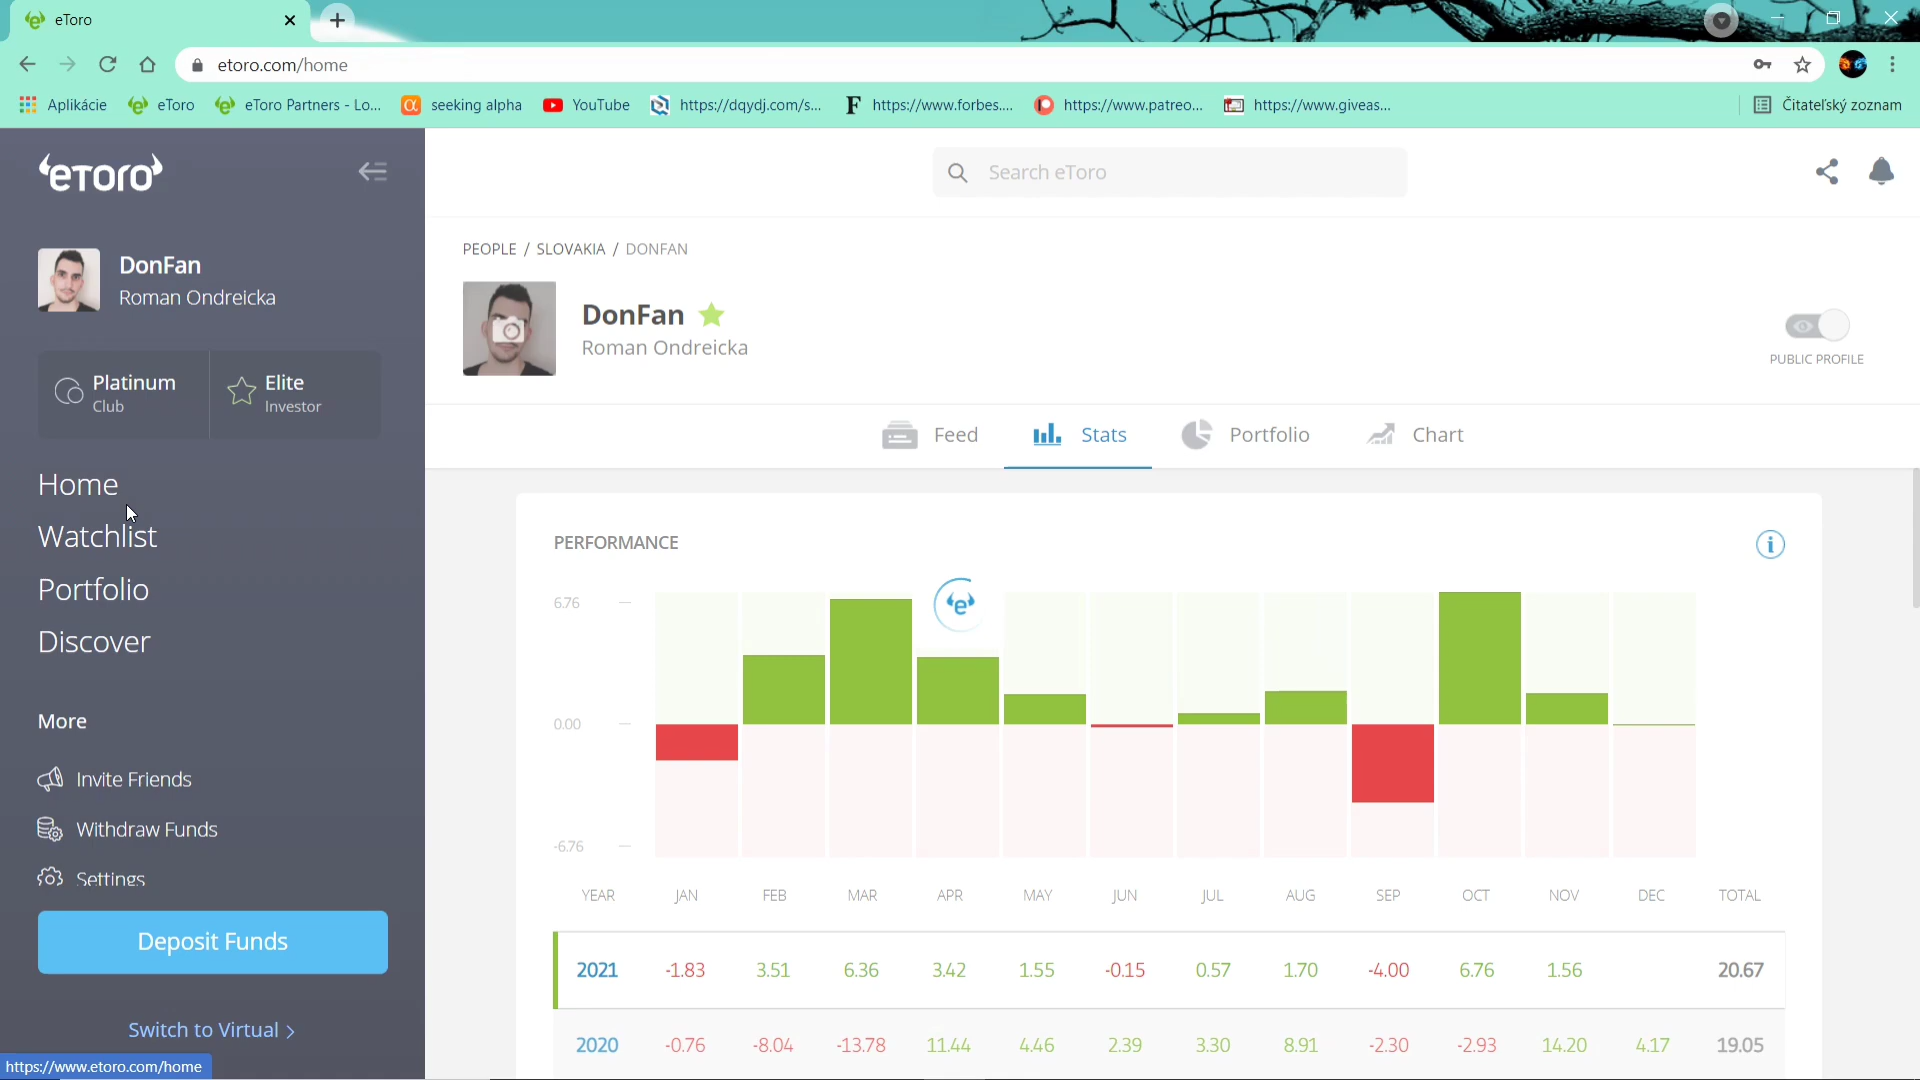 eToro
etoro.com/home
Aplikácie
eToro
eToro Partners - Lo...
seeking alpha
YouTube
https://dqydj.com/s...
https://www.forbes....
https://www.patreo...
https://www.giveas...
Čitateľský zoznam
eToro
Search eToro
DonFan
Roman Ondreicka
Platinum
Club
Elite
Investor
Home
Watchlist
Portfolio
Discover
More
Invite Friends
Withdraw Funds
Settings
Deposit Funds
Switch to Virtual >
https://www.etoro.com/home
PEOPLE / SLOVAKIA / DONFAN
DonFan
Roman Ondreicka
PUBLIC PROFILE
Feed
Stats
Portfolio
Chart
PERFORMANCE
6.76
0.00
-6.76
YEAR JAN FEB MAR APR MAY JUN JUL AUG SEP OCT NOV DEC TOTAL
2021 -1.83 3.51 6.36 3.42 1.55 -0.15 0.57 1.70 -4.00 6.76 1.56 20.67
2020 -0.76 -8.04 -13.78 11.44 4.46 2.39 3.30 8.91 -2.30 -2.93 14.20 4.17 19.05